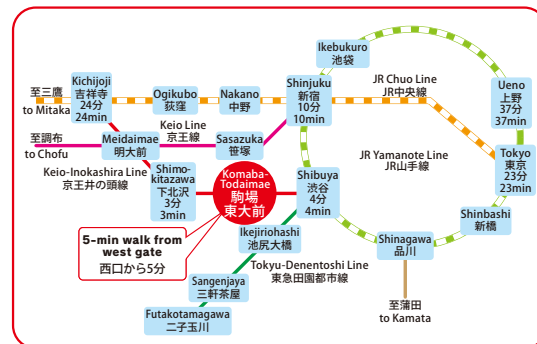 Ikebukuro
池袋
Kichijoji
吉祥寺
24分
24min
至三鷹
to Mitaka
Ogikubo
荻窪
Nakano
中野
Shinjuku
新宿
10分
10min
JR Chuo Line
JR中央線
Ueno
上野
37分
37min
至調布
to Chofu
Meidaimae
明大前
Keio Line
京王線
Sasazuka
笹塚
Keio-Inokashira Line
京王井の頭線
Shimo-
kitazawa
下北沢
3分
3min
Komaba-
Todaimae
駒場
東大前
Shibuya
渋谷
4分
4min
JR Yamanote Line
JR山手線
Tokyo
東京
23分
23min
Shinbashi
新橋
5-min walk from
west gate
西口から5分
Ikejiriohashi
池尻大橋
Shinagawa
品川
Tokyu-Denentoshi Line
東急田園都市線
Sangenjaya
三軒茶屋
Futakotamagawa
二子玉川
至蒲田
to Kamata